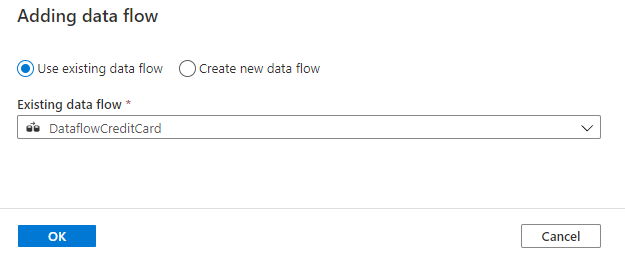 Adding data flow
Use existing data flow Create new data flow
Existing data flow *
DataflowCreditCard
OK Cancel